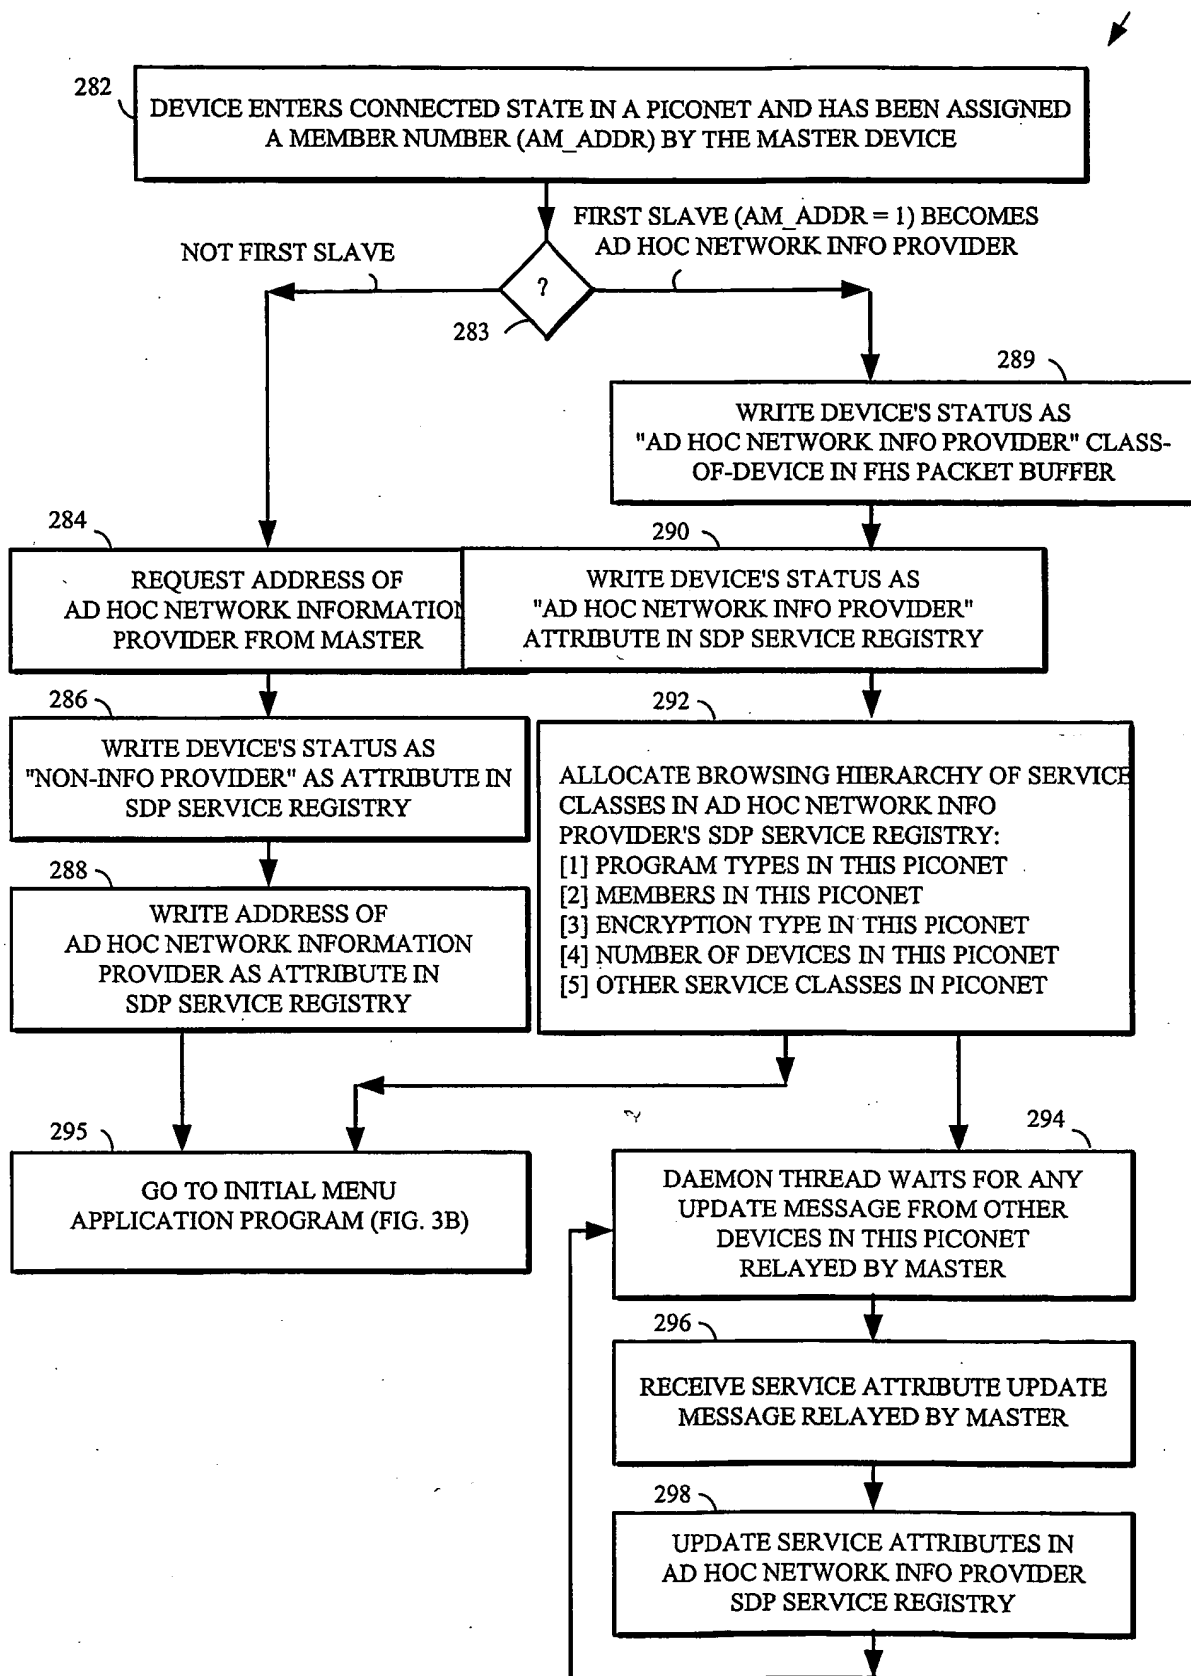 282
DEVICE ENTERS CONNECTED STATE IN A PICONET AND HAS BEEN ASSIGNED
A MEMBER NUMBER (AM_ADDR) BY THE MASTER DEVICE
FIRST SLAVE (AM_ADDR = 1) BECOMES
AD HOC NETWORK INFO PROVIDER
NOT FIRST SLAVE
?
283
289
WRITE DEVICE'S STATUS AS
"AD HOC NETWORK INFO PROVIDER" CLASS-
OF-DEVICE IN FHS PACKET BUFFER
284
REQUEST ADDRESS OF
AD HOC NETWORK INFORMATION
PROVIDER FROM MASTER
290
WRITE DEVICE'S STATUS AS
"AD HOC NETWORK INFO PROVIDER"
ATTRIBUTE IN SDP SERVICE REGISTRY
286
WRITE DEVICE'S STATUS AS
"NON-INFO PROVIDER" AS ATTRIBUTE IN
SDP SERVICE REGISTRY
292
ALLOCATE BROWSING HIERARCHY OF SERVICE
CLASSES IN AD HOC NETWORK INFO
PROVIDER'S SDP SERVICE REGISTRY:
[1] PROGRAM TYPES IN THIS PICONET
[2] MEMBERS IN THIS PICONET
[3] ENCRYPTION TYPE IN THIS PICONET
[4] NUMBER OF DEVICES IN THIS PICONET
[5] OTHER SERVICE CLASSES IN PICONET
288
WRITE ADDRESS OF
AD HOC NETWORK INFORMATION
PROVIDER AS ATTRIBUTE IN
SDP SERVICE REGISTRY
295
GO TO INITIAL MENU
APPLICATION PROGRAM (FIG. 3B)
294
DAEMON THREAD WAITS FOR ANY
UPDATE MESSAGE FROM OTHER
DEVICES IN THIS PICONET
RELAYED BY MASTER
296
RECEIVE SERVICE ATTRIBUTE UPDATE
MESSAGE RELAYED BY MASTER
298
UPDATE SERVICE ATTRIBUTES IN
AD HOC NETWORK INFO PROVIDER
SDP SERVICE REGISTRY